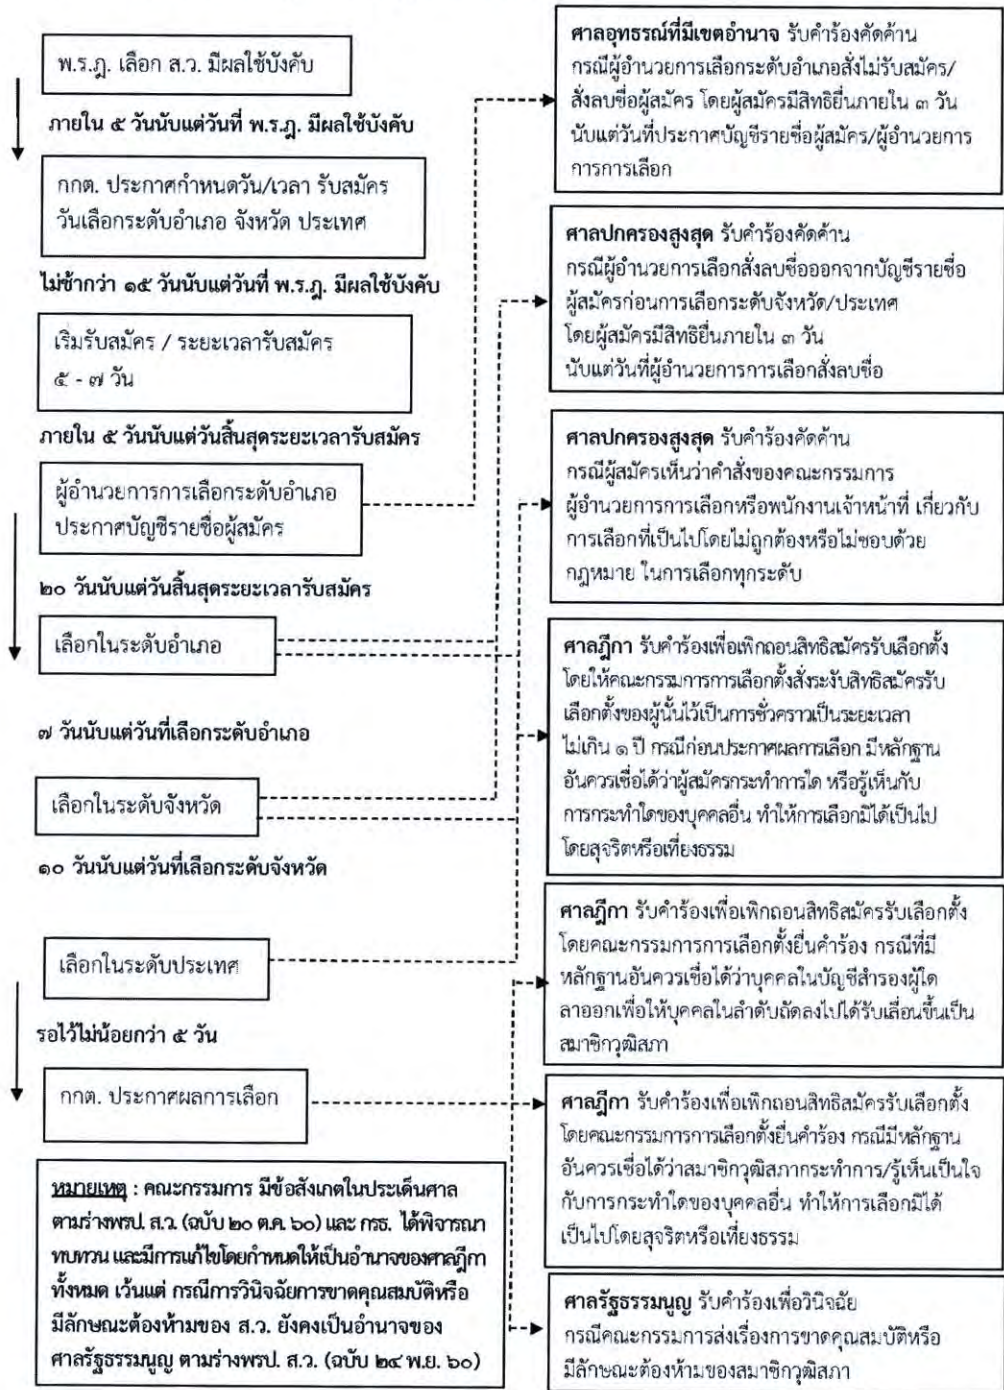 พ.ร.ฎ. เลือก ส.ว. มีผลใช้บังคับ
ภายใน ๕ วันนับแต่วันที่ พ.ร.ฎ. มีผลใช้บังคับ
กกต. ประกาศกำหนดวัน/เวลา รับสมัคร
วันเลือกระดับอำเภอ จังหวัด ประเทศ
ไม่ช้ากว่า ๑๕ วันนับแต่วันที่ พ.ร.ฎ. มีผลใช้บังคับ
เริ่มรับสมัคร / ระยะเวลารับสมัคร
๕ - ๗ วัน
ภายใน ๕ วันนับแต่วันสิ้นสุดระยะเวลารับสมัคร
ผู้อำนวยการการเลือกระดับอำเภอ
ประกาศบัญชีรายชื่อผู้สมัคร
๒๐ วันนับแต่วันสิ้นสุดระยะเวลารับสมัคร
เลือกในระดับอำเภอ
๗ วันนับแต่วันที่เลือกระดับอำเภอ
เลือกในระดับจังหวัด
๑๐ วันนับแต่วันที่เลือกระดับจังหวัด
เลือกในระดับประเทศ
รอไว้ไม่น้อยกว่า ๕ วัน
กกต. ประกาศผลการเลือก
หมายเหตุ : คณะกรรมการ มีข้อสังเกตในประเด็นศาล
ตามร่างพรป. ส.ว. (ฉบับ ๒๐ ต.ค. ๖๐) และ กรธ. ได้พิจารณา
ทบทวน และมีการแก้ไขโดยกำหนดให้เป็นอำนาจของศาลฎีกา
ทั้งหมด เว้นแต่ กรณีการวินิจฉัยการขาดคุณสมบัติหรือ
มีลักษณะต้องห้ามของ ส.ว. ยังคงเป็นอำนาจของ
ศาลรัฐธรรมนูญ ตามร่างพรป. ส.ว. (ฉบับ ๒๔ พ.ย. ๖๐)
ศาลอุทธรณ์ที่มีเขตอำนาจ รับคำร้องคัดค้าน
กรณีผู้อำนวยการเลือกระดับอำเภอสั่งไม่รับสมัคร/
สั่งลบชื่อผู้สมัคร โดยผู้สมัครมีสิทธิยื่นภายใน ๓ วัน
นับแต่วันที่ประกาศบัญชีรายชื่อผู้สมัคร/ผู้อำนวยการ
การการเลือก
ศาลปกครองสูงสุด รับคำร้องคัดค้าน
กรณีผู้อำนวยการเลือกสั่งลบชื่อออกจากบัญชีรายชื่อ
ผู้สมัครก่อนการเลือกระดับจังหวัด/ประเทศ
โดยผู้สมัครมีสิทธิยื่นภายใน ๓ วัน
นับแต่วันที่ผู้อำนวยการการเลือกสั่งลบชื่อ
ศาลปกครองสูงสุด รับคำร้องคัดค้าน
กรณีผู้สมัครเห็นว่าคำสั่งของคณะกรรมการ
ผู้อำนวยการการเลือกหรือพนักงานเจ้าหน้าที่ เกี่ยวกับ
การเลือกที่เป็นไปโดยไม่ถูกต้องหรือไม่ชอบด้วย
กฎหมาย ในการเลือกทุกระดับ
ศาลฎีกา รับคำร้องเพื่อเพิกถอนสิทธิสมัครรับเลือกตั้ง
โดยให้คณะกรรมการการเลือกตั้งสั่งระงับสิทธิสมัครรับ
เลือกตั้งของผู้นั้นไว้เป็นการชั่วคราวเป็นระยะเวลา
ไม่เกิน ๑ ปี กรณีก่อนประกาศผลการเลือก มีหลักฐาน
อันควรเชื่อได้ว่าผู้สมัครกระทำการใด หรือรู้เห็นกับ
การกระทำใดของบุคคลอื่น ทำให้การเลือกมิได้เป็นไป
โดยสุจริตหรือเที่ยงธรรม
ศาลฎีกา รับคำร้องเพื่อเพิกถอนสิทธิสมัครรับเลือกตั้ง
โดยคณะกรรมการการเลือกตั้งยื่นคำร้อง กรณีที่มี
หลักฐานอันควรเชื่อได้ว่าบุคคลในบัญชีสำรองผู้ใด
ลาออกเพื่อให้บุคคลในลำดับถัดลงไปได้รับเลื่อนขึ้นเป็น
สมาชิกวุฒิสภา
ศาลฎีกา รับคำร้องเพื่อเพิกถอนสิทธิสมัครรับเลือกตั้ง
โดยคณะกรรมการการเลือกตั้งยื่นคำร้อง กรณีมีหลักฐาน
อันควรเชื่อได้ว่าสมาชิกวุฒิสภากระทำการ/รู้เห็นเป็นใจ
กับการกระทำใดของบุคคลอื่น ทำให้การเลือกมิได้
เป็นไปโดยสุจริตหรือเที่ยงธรรม
ศาลรัฐธรรมนูญ รับคำร้องเพื่อวินิจฉัย
กรณีคณะกรรมการส่งเรื่องการขาดคุณสมบัติหรือ
มีลักษณะต้องห้ามของสมาชิกวุฒิสภา